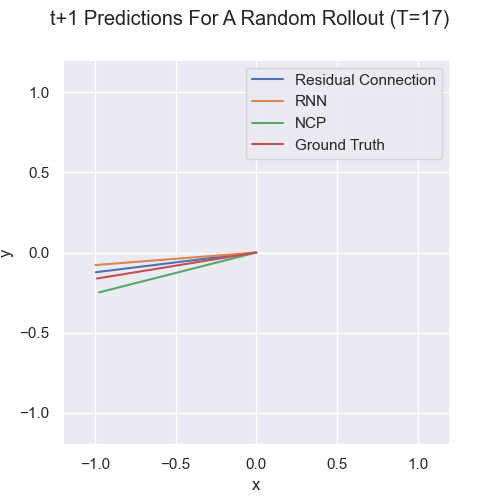 t+1 Predictions For A Random Rollout (T=17)
Residual Connection
RNN
NCP
Ground Truth
1.0
0.5
0.0
−0.5
−1.0
y
−1.0 −0.5 0.0 0.5 1.0
x